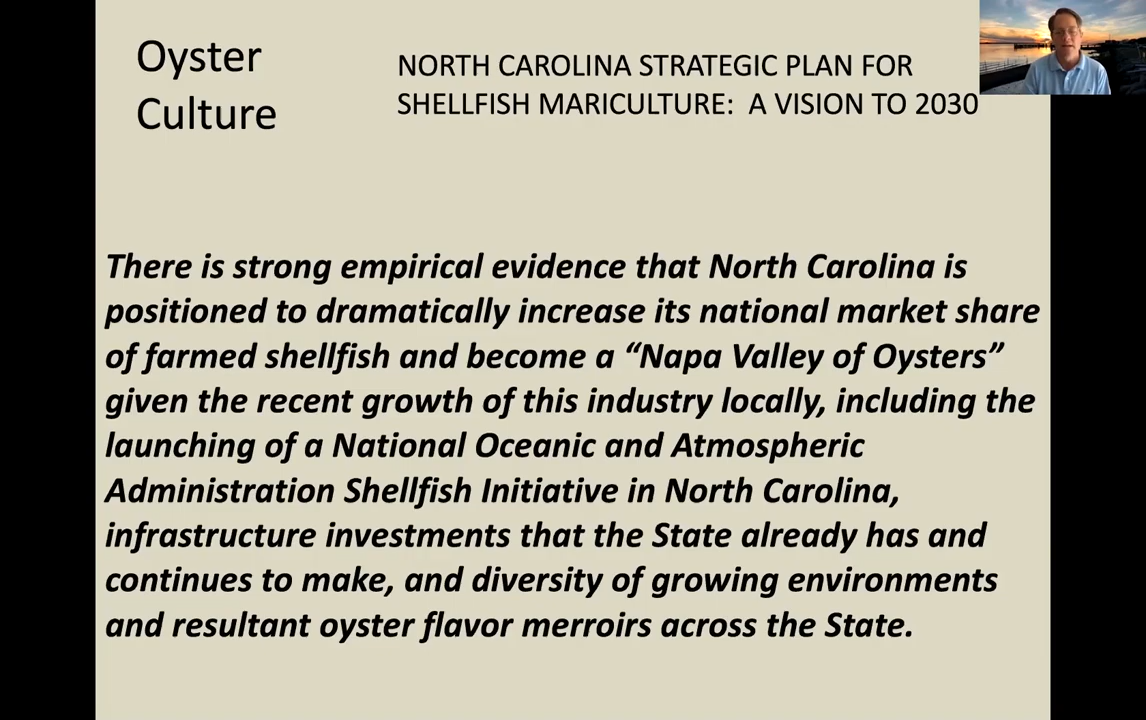 Oyster
Culture
NORTH CAROLINA STRATEGIC PLAN FOR
SHELLFISH MARICULTURE:  A VISION TO 2030
There is strong empirical evidence that North Carolina is
positioned to dramatically increase its national market share
of farmed shellfish and become a “Napa Valley of Oysters”
given the recent growth of this industry locally, including the
launching of a National Oceanic and Atmospheric
Administration Shellfish Initiative in North Carolina,
infrastructure investments that the State already has and
continues to make, and diversity of growing environments
and resultant oyster flavor merroirs across the State.